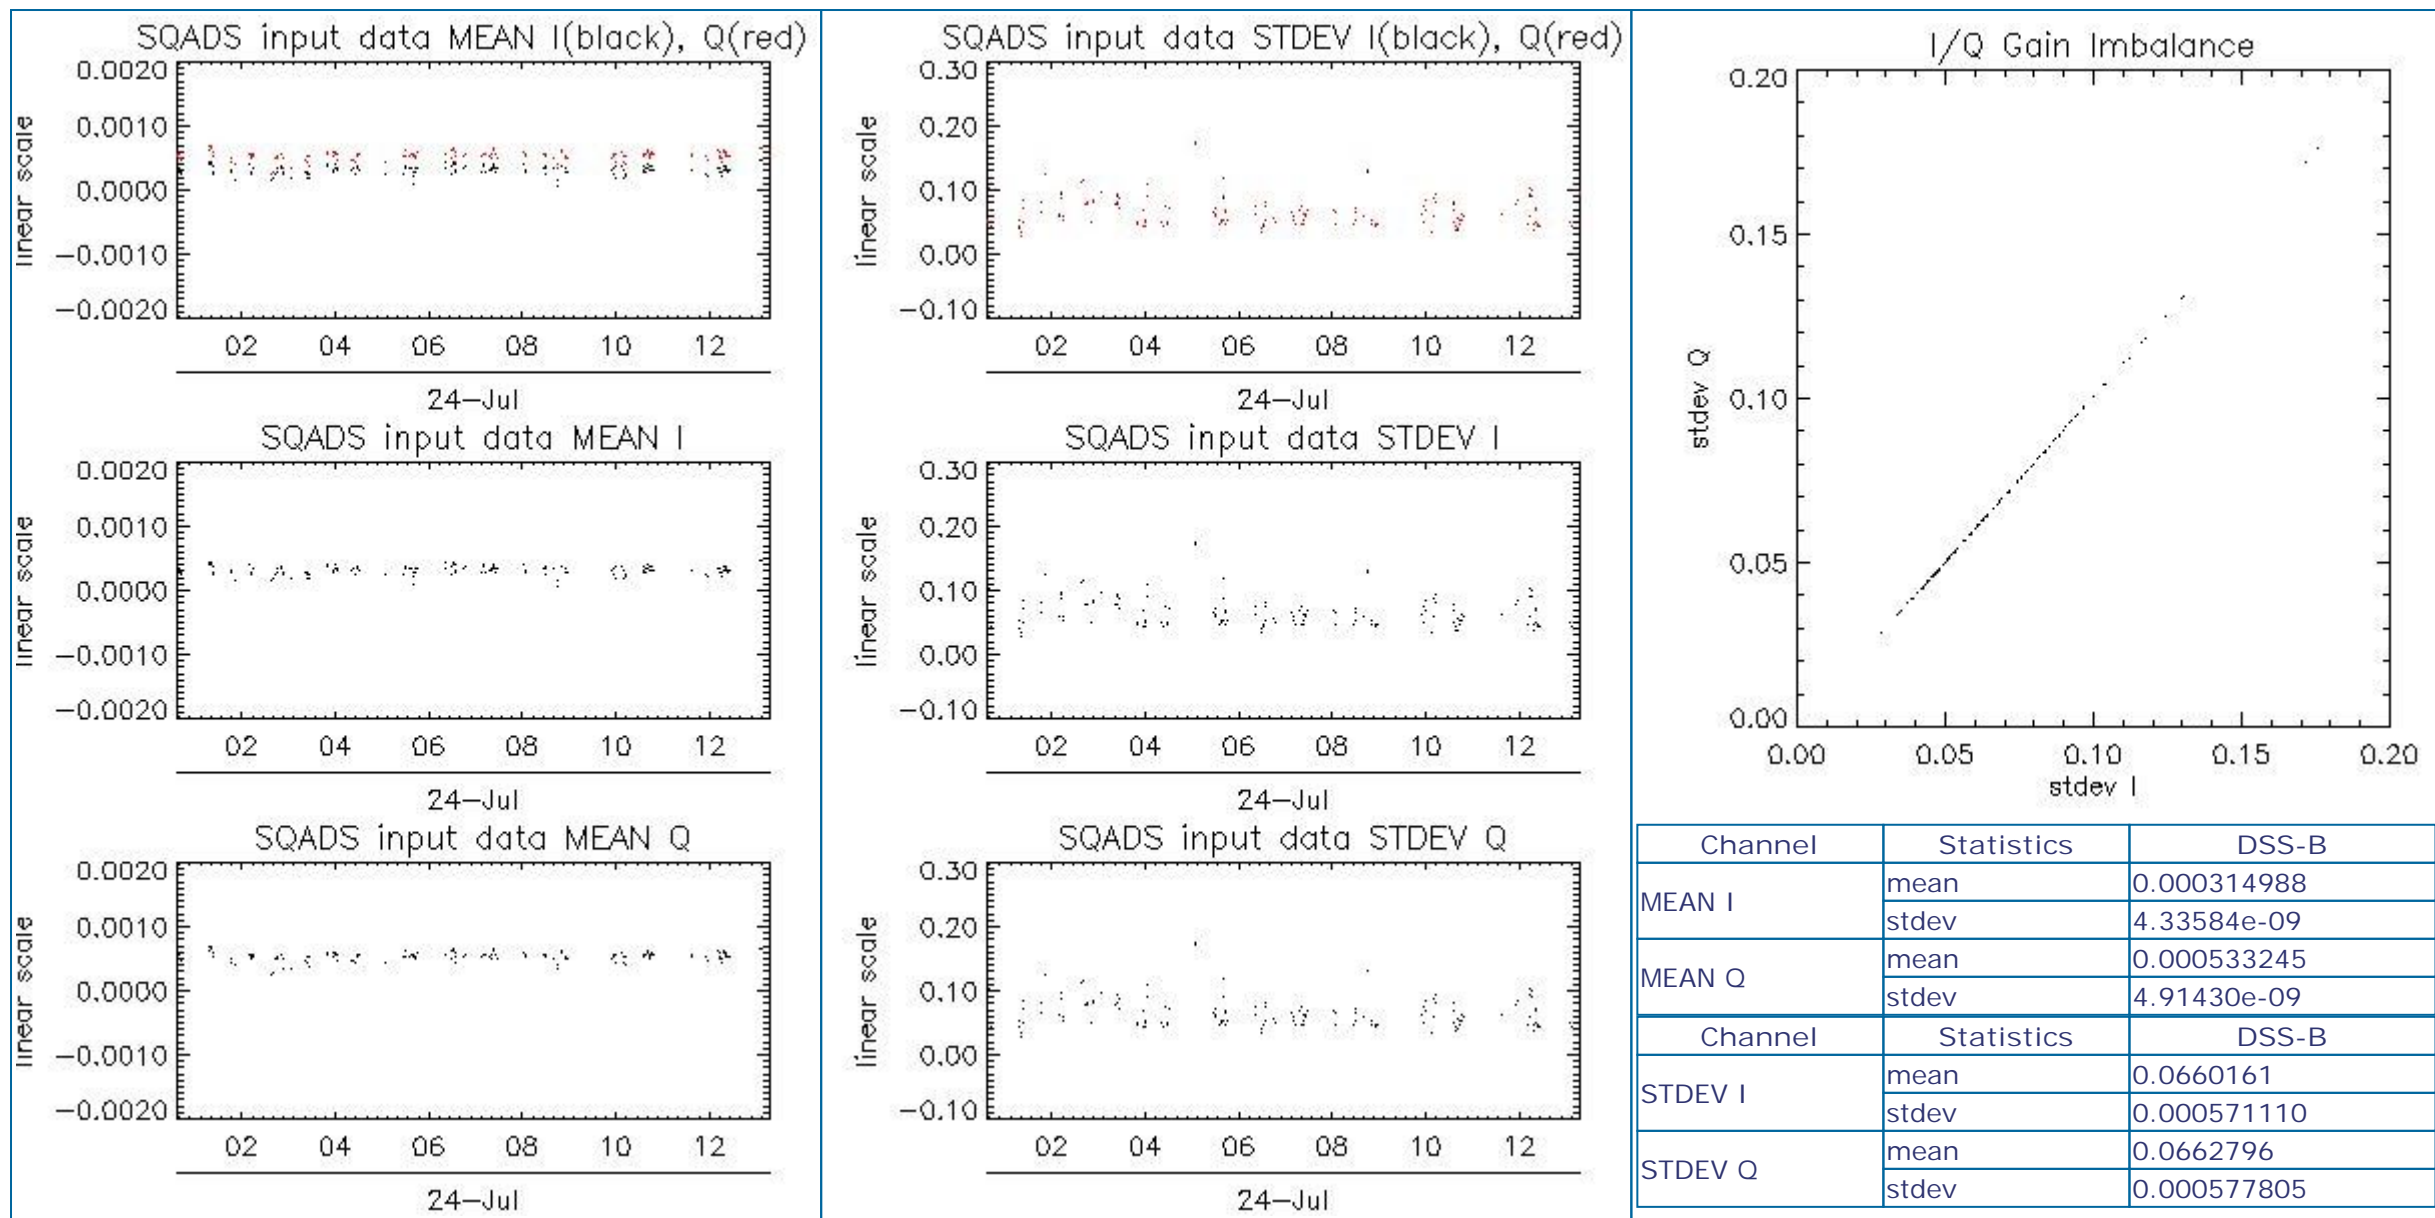 SQADS input data MEAN I(black), Q(red)
0.0020
0.0010
0.0000
-0.0010
-0.0020
linear scale
02 04 06 08 10 12
24-Jul
SQADS input data MEAN I
0.0020
0.0010
0.0000
-0.0010
-0.0020
linear scale
02 04 06 08 10 12
24-Jul
SQADS input data MEAN Q
0.0020
0.0010
0.0000
-0.0010
-0.0020
linear scale
02 04 06 08 10 12
24-Jul
SQADS input data STDEV I(black), Q(red)
0.30
0.20
0.10
0.00
-0.10
linear scale
02 04 06 08 10 12
24-Jul
SQADS input data STDEV I
0.30
0.20
0.10
0.00
-0.10
linear scale
02 04 06 08 10 12
24-Jul
SQADS input data STDEV Q
0.30
0.20
0.10
0.00
-0.10
linear scale
02 04 06 08 10 12
24-Jul
I/Q Gain Imbalance
0.20
0.15
0.10
0.05
0.00
stdev Q
0.00 0.05 0.10 0.15 0.20
stdev I
Channel Statistics DSS-B
MEAN I mean 0.000314988
stdev 4.33584e-09
MEAN Q mean 0.000533245
stdev 4.91430e-09
Channel Statistics DSS-B
STDEV I mean 0.0660161
stdev 0.000571110
STDEV Q mean 0.0662796
stdev 0.000577805